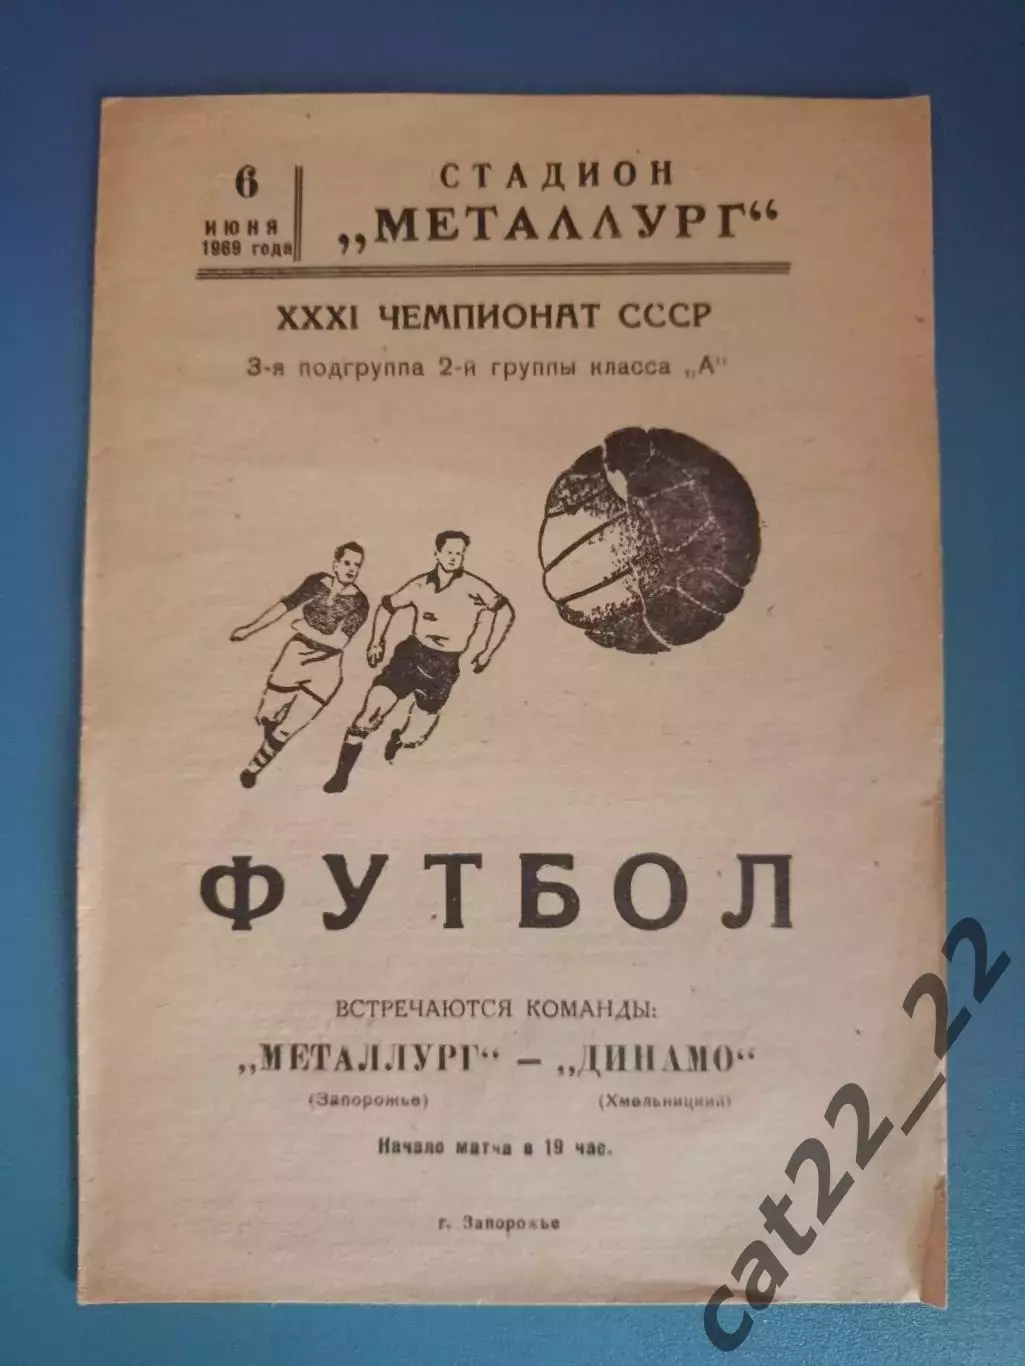 6
ИЮНЯ
1969 года
СТАДИОН
„МЕТАЛЛУРГ“
XXXI ЧЕМПИОНАТ СССР
3-я подгруппа 2-й группы класса „А“
ФУТБОЛ
ВСТРЕЧАЮТСЯ КОМАНДЫ:
„МЕТАЛЛУРГ“ — „ДИНАМО“
(Запорожье) (Хмельницкий)
Начало матча в 19 час.
г. Запорожье
cat22_22